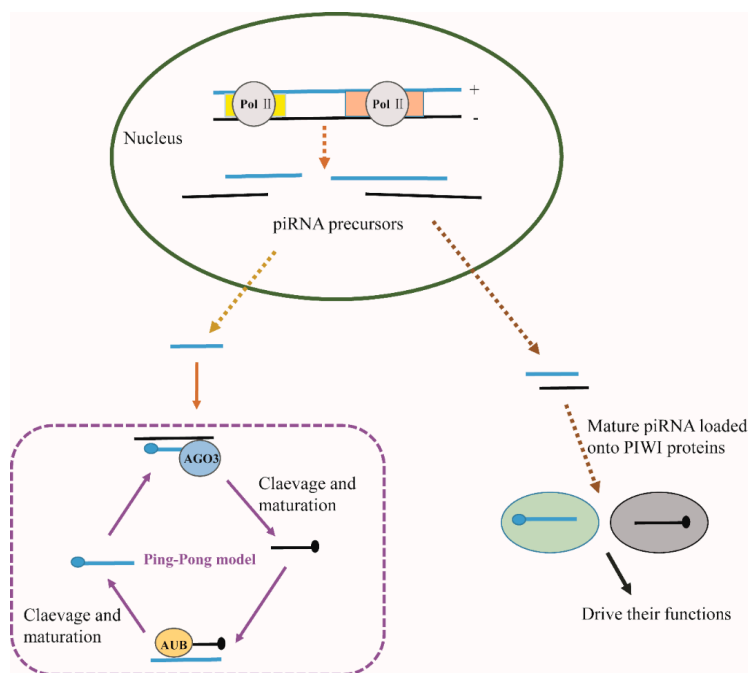 Pol II
Pol II
+
-
Nucleus
piRNA precursors
Mature piRNA loaded
onto PIWI proteins
AGO3
Claevage and
maturation
Ping-Pong model
Claevage and
maturation
AUB
Drive their functions